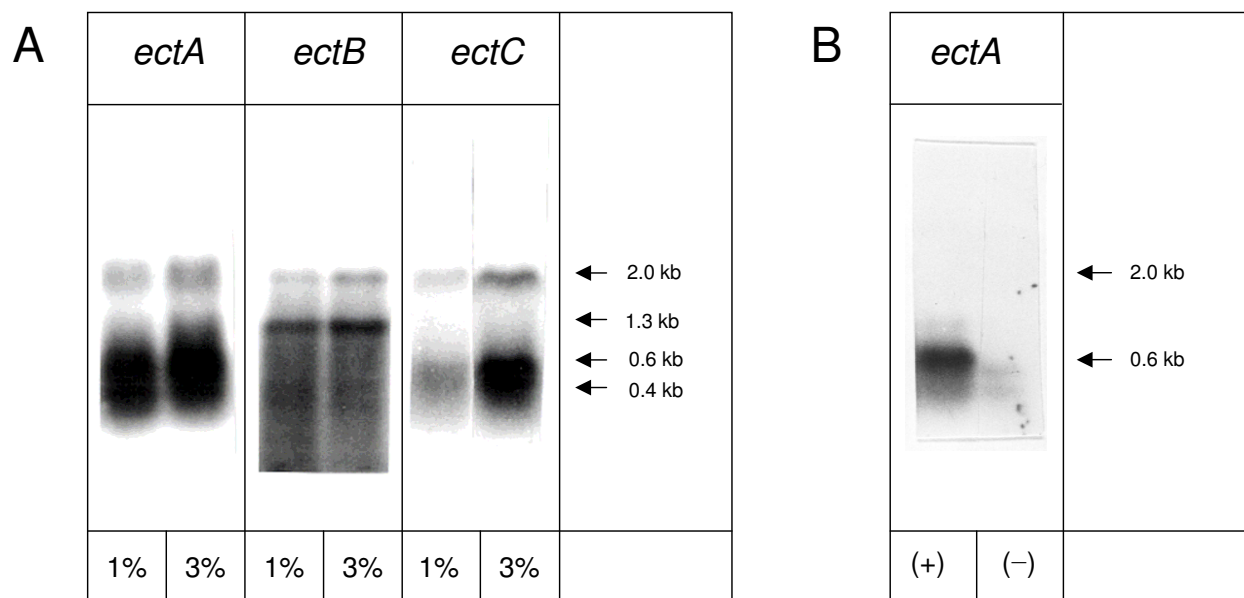 A
ectA ectB ectC
2.0 kb
1.3 kb
0.6 kb
0.4 kb
1% 3% 1% 3% 1% 3%
B
ectA
2.0 kb
0.6 kb
(+) (–)